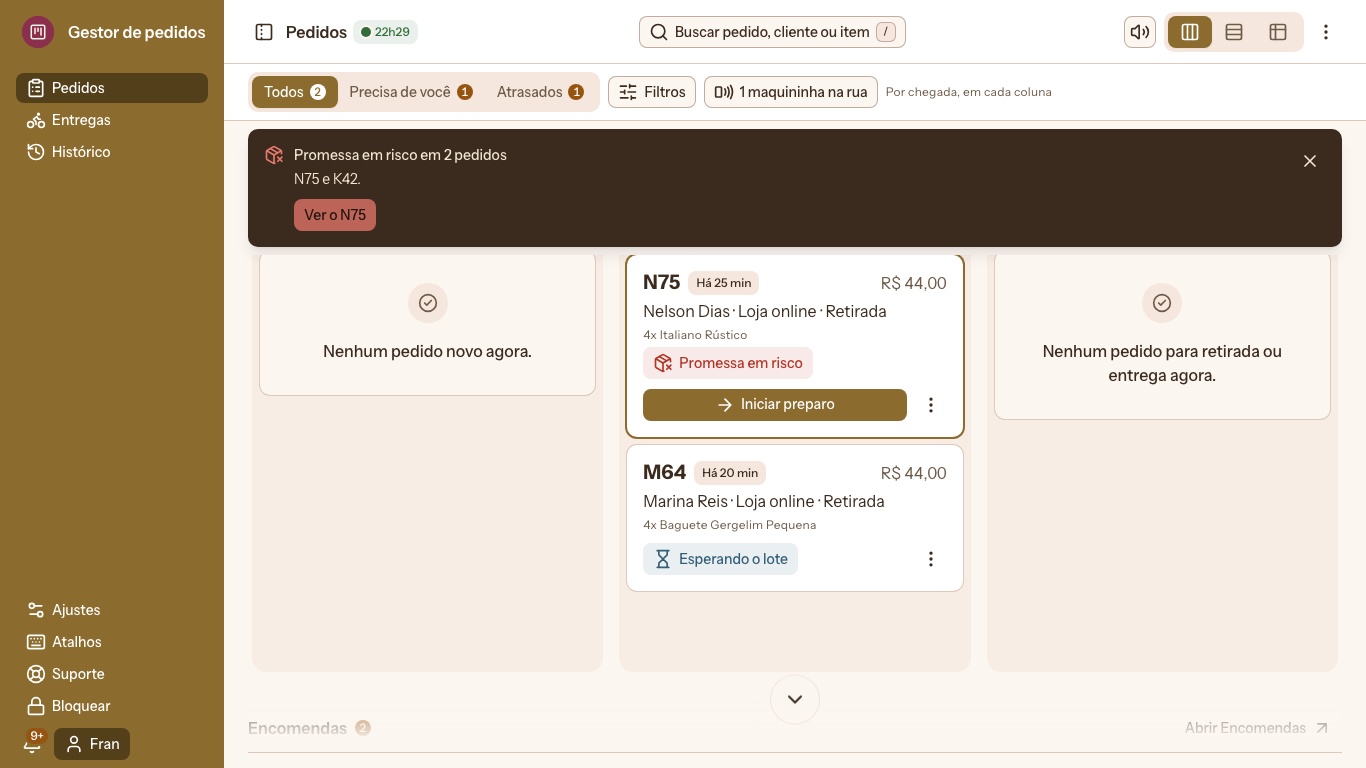 Gestor de pedidos
Pedidos
Entregas
Histórico
Ajustes
Atalhos
Suporte
Bloquear
9+
Fran
Pedidos
22h29
Buscar pedido, cliente ou item /
Todos 2
Precisa de você 1
Atrasados 1
Filtros
1 maquininha na rua
Por chegada, em cada coluna
Promessa em risco em 2 pedidos
N75 e K42.
Ver o N75
Nenhum pedido novo agora.
N75 Há 25 min R$ 44,00
Nelson Dias · Loja online · Retirada
4x Italiano Rústico
Promessa em risco
Iniciar preparo
M64 Há 20 min R$ 44,00
Marina Reis · Loja online · Retirada
4x Baguete Gergelim Pequena
Esperando o lote
Nenhum pedido para retirada ou
entrega agora.
Encomendas 2
Abrir Encomendas